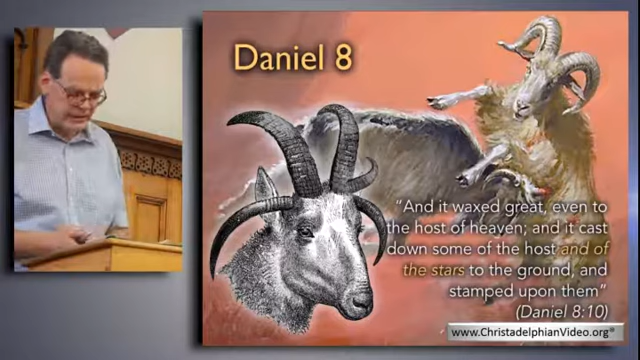 Daniel 8
“And it waxed great, even to
the host of heaven; and it cast
down some of the host and of
the stars to the ground, and
stamped upon them”
(Daniel 8:10)
www.ChristadelphianVideo.org®